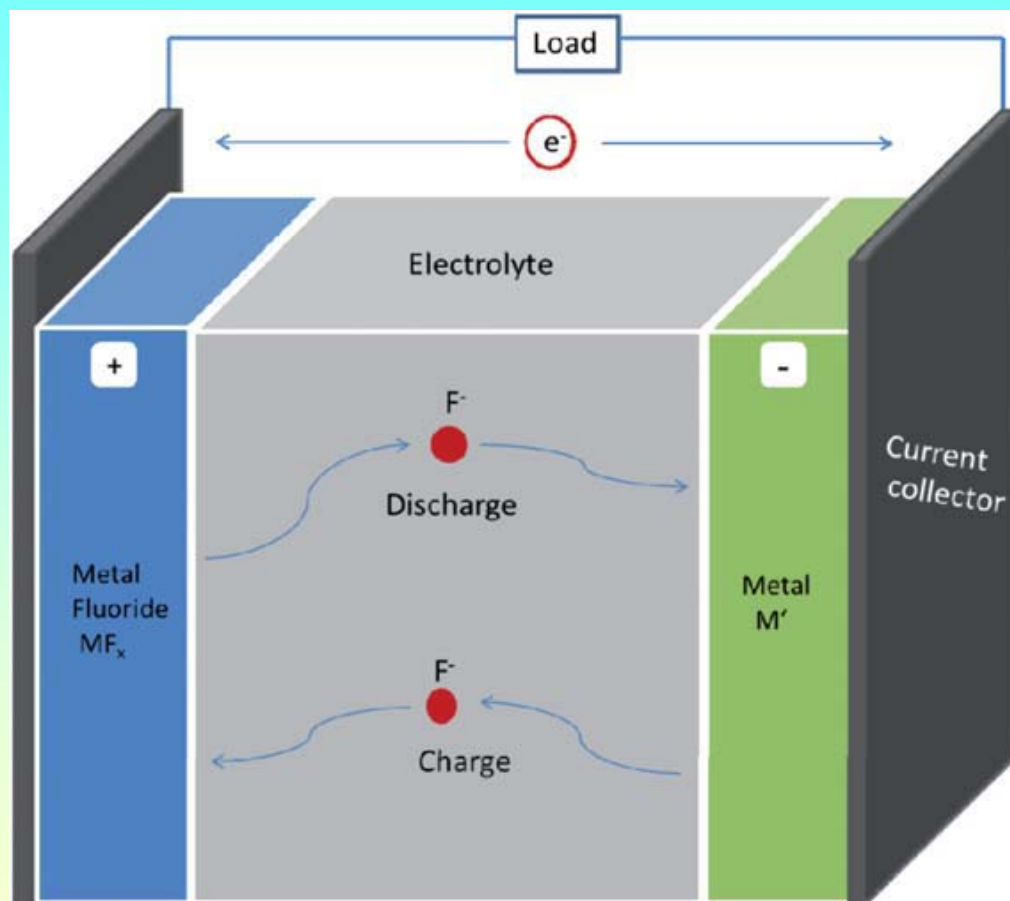 Load
e⁻
Electrolyte
+
-
F⁻
Discharge
Current
collector
Metal
Fluoride
MFₓ
Metal
M‘
F⁻
Charge